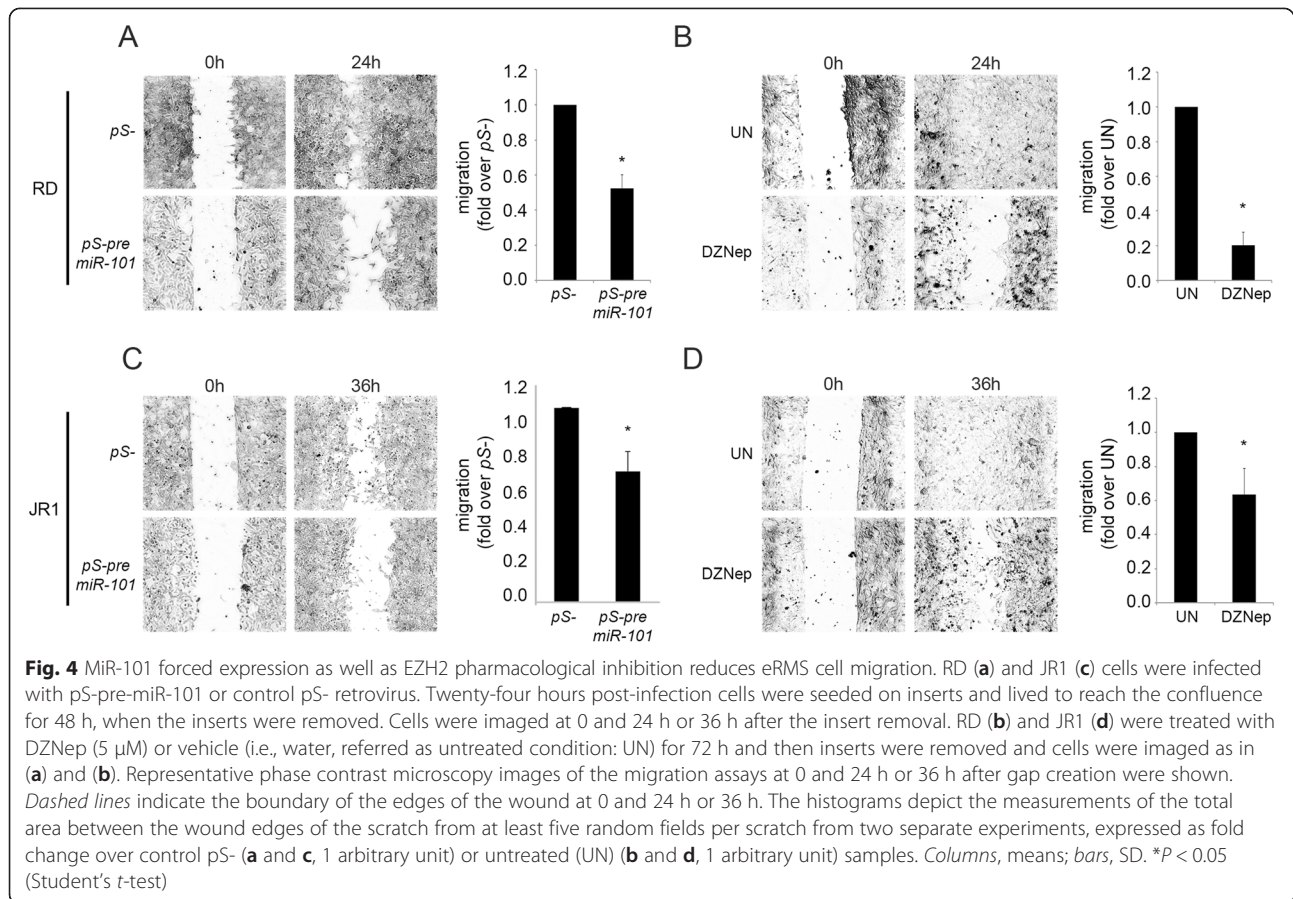 A
0h 24h
RD
pS-
pS-pre
miR-101
migration
(fold over pS-)
1.2
1.0
0.8
0.6
0.4
0.2
0.0
*
pS- pS-pre
miR-101
B
0h 24h
UN
DZNep
migration
(fold over UN)
1.2
1.0
0.8
0.6
0.4
0.2
0.0
*
UN DZNep
C
0h 36h
JR1
pS-
pS-pre
miR-101
migration
(fold over pS-)
1.2
1.0
0.8
0.6
0.4
0.2
0.0
*
pS- pS-pre
miR-101
D
0h 36h
UN
DZNep
migration
(fold over UN)
1.2
1.0
0.8
0.6
0.4
0.2
0.0
*
UN DZNep
Fig. 4 MiR-101 forced expression as well as EZH2 pharmacological inhibition reduces eRMS cell migration. RD (a) and JR1 (c) cells were infected
with pS-pre-miR-101 or control pS- retrovirus. Twenty-four hours post-infection cells were seeded on inserts and lived to reach the confluence
for 48 h, when the inserts were removed. Cells were imaged at 0 and 24 h or 36 h after the insert removal. RD (b) and JR1 (d) were treated with
DZNep (5 μM) or vehicle (i.e., water, referred as untreated condition: UN) for 72 h and then inserts were removed and cells were imaged as in
(a) and (b). Representative phase contrast microscopy images of the migration assays at 0 and 24 h or 36 h after gap creation were shown.
Dashed lines indicate the boundary of the edges of the wound at 0 and 24 h or 36 h. The histograms depict the measurements of the total
area between the wound edges of the scratch from at least five random fields per scratch from two separate experiments, expressed as fold
change over control pS- (a and c, 1 arbitrary unit) or untreated (UN) (b and d, 1 arbitrary unit) samples. Columns, means; bars, SD. *P < 0.05
(Student's t-test)